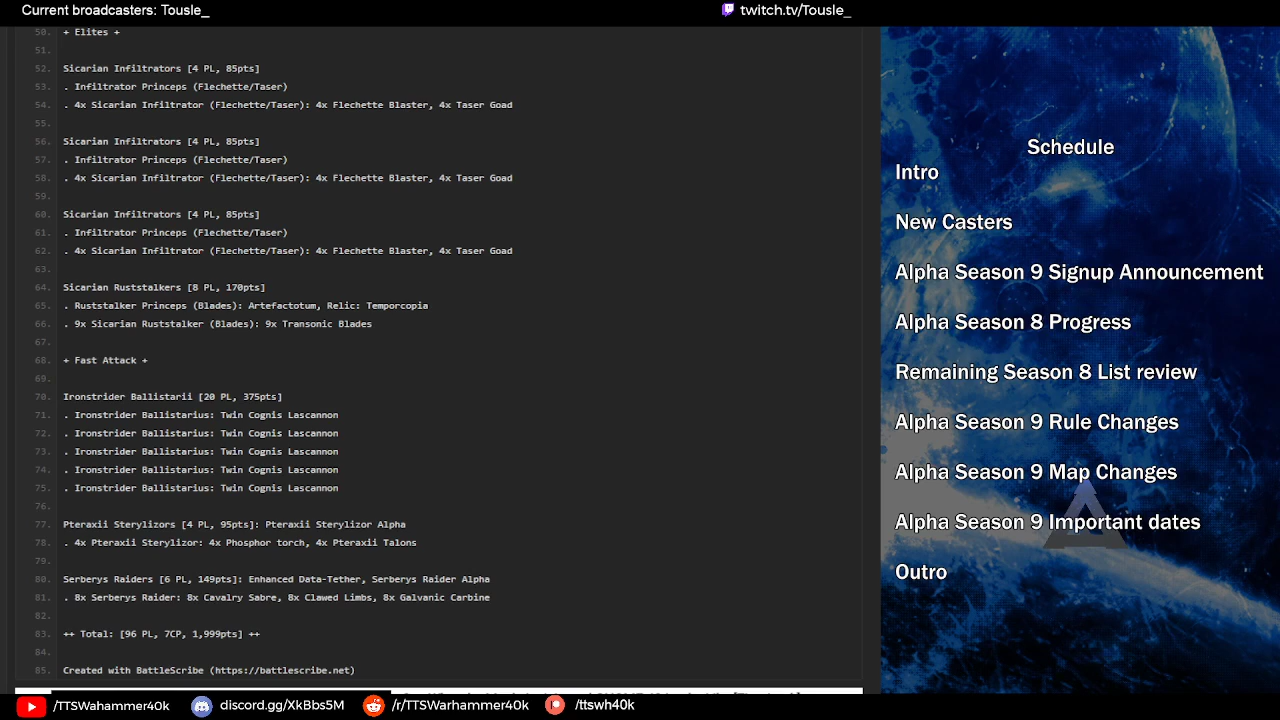 Current broadcasters: Tousle_
twitch.tv/Tousle_
50. + Elites +
51.
52. Sicarian Infiltrators [4 PL, 85pts]
53. . Infiltrator Princeps (Flechette/Taser)
54. . 4x Sicarian Infiltrator (Flechette/Taser): 4x Flechette Blaster, 4x Taser Goad
55.
56. Sicarian Infiltrators [4 PL, 85pts]
57. . Infiltrator Princeps (Flechette/Taser)
58. . 4x Sicarian Infiltrator (Flechette/Taser): 4x Flechette Blaster, 4x Taser Goad
59.
60. Sicarian Infiltrators [4 PL, 85pts]
61. . Infiltrator Princeps (Flechette/Taser)
62. . 4x Sicarian Infiltrator (Flechette/Taser): 4x Flechette Blaster, 4x Taser Goad
63.
64. Sicarian Ruststalkers [8 PL, 170pts]
65. . Ruststalker Princeps (Blades): Artefactotum, Relic: Temporcopia
66. . 9x Sicarian Ruststalker (Blades): 9x Transonic Blades
67.
68. + Fast Attack +
69.
70. Ironstrider Ballistarii [20 PL, 375pts]
71. . Ironstrider Ballistarius: Twin Cognis Lascannon
72. . Ironstrider Ballistarius: Twin Cognis Lascannon
73. . Ironstrider Ballistarius: Twin Cognis Lascannon
74. . Ironstrider Ballistarius: Twin Cognis Lascannon
75. . Ironstrider Ballistarius: Twin Cognis Lascannon
76.
77. Pteraxii Sterylizors [4 PL, 95pts]: Pteraxii Sterylizor Alpha
78. . 4x Pteraxii Sterylizor: 4x Phosphor torch, 4x Pteraxii Talons
79.
80. Serberys Raiders [6 PL, 149pts]: Enhanced Data-Tether, Serberys Raider Alpha
81. . 8x Serberys Raider: 8x Cavalry Sabre, 8x Clawed Limbs, 8x Galvanic Carbine
82.
83. ++ Total: [96 PL, 7CP, 1,999pts] ++
84.
85. Created with BattleScribe (https://battlescribe.net)
Schedule
Intro
New Casters
Alpha Season 9 Signup Announcement
Alpha Season 8 Progress
Remaining Season 8 List review
Alpha Season 9 Rule Changes
Alpha Season 9 Map Changes
Alpha Season 9 Important dates
Outro
/TTSWahammer40k
discord.gg/XkBbs5M
/r/TTSWarhammer40k
/ttswh40k